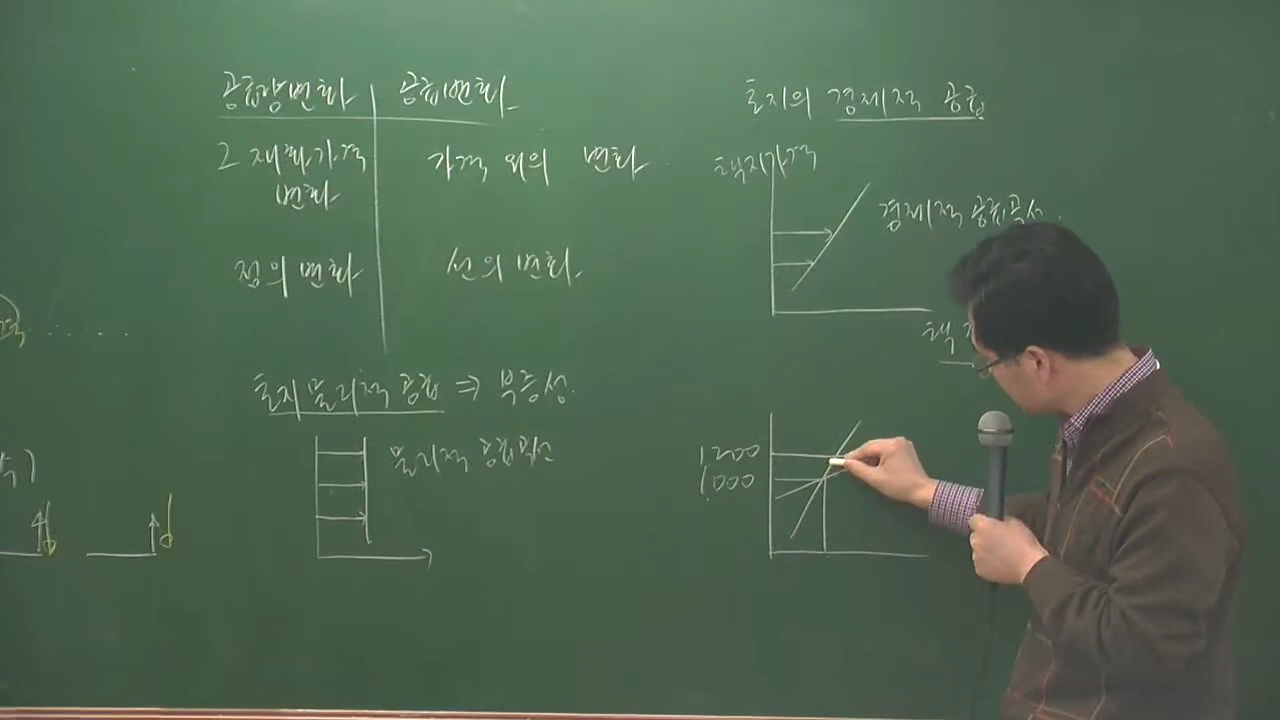 공급량변화 공급변화
2 재화가격 변화
가격 외의 변화
점의 변화 선의 변화
토지 물리적 공급 ⇒ 부증성
물리적 공급곡선
토지의 경제적 공급
택지가격
경제적 공급곡선
택
1200
1,000